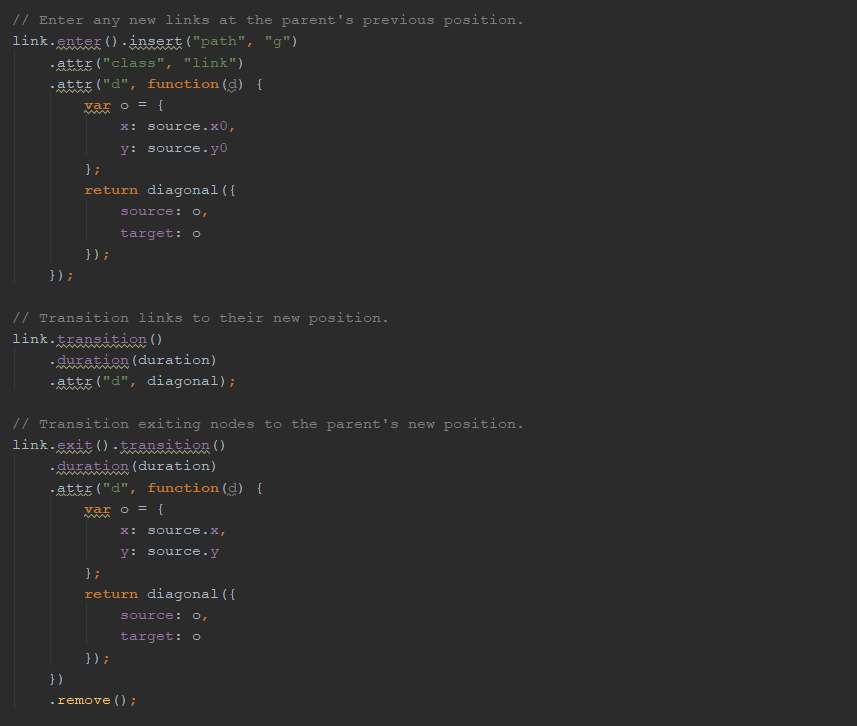 // Enter any new links at the parent's previous position.
link.enter().insert("path", "g")
    .attr("class", "link")
    .attr("d", function(d) {
        var o = {
            x: source.x0,
            y: source.y0
        };
        return diagonal({
            source: o,
            target: o
        });
    });

// Transition links to their new position.
link.transition()
    .duration(duration)
    .attr("d", diagonal);

// Transition exiting nodes to the parent's new position.
link.exit().transition()
    .duration(duration)
    .attr("d", function(d) {
        var o = {
            x: source.x,
            y: source.y
        };
        return diagonal({
            source: o,
            target: o
        });
    })
    .remove();